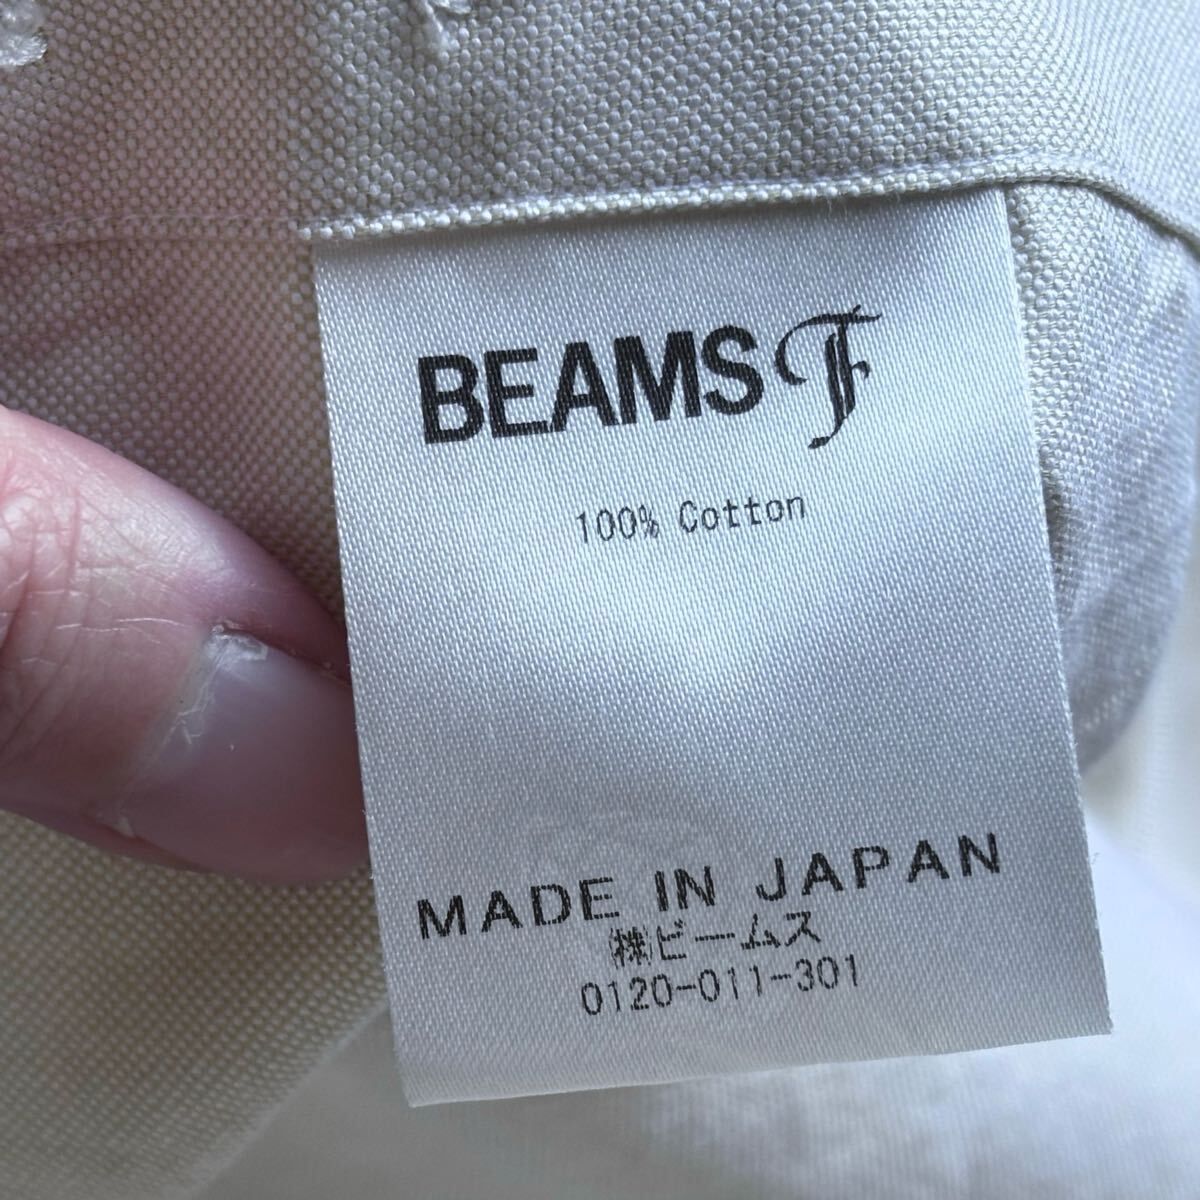 BEAMS F
100% Cotton
MADE IN JAPAN
㈱ビームス
0120-011-301